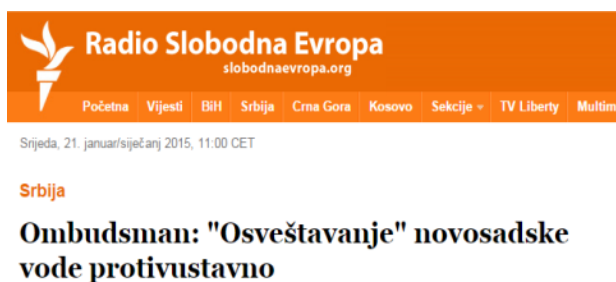 Radio Slobodna Evropa
slobodnaevropa.org
Početna Vijesti BiH Srbija Crna Gora Kosovo Sekcije TV Liberty Multim
Srijeda, 21. januar/siječanj 2015, 11:00 CET
Srbija
Ombudsman: "Osveštavanje" novosadske
vode protivustavno